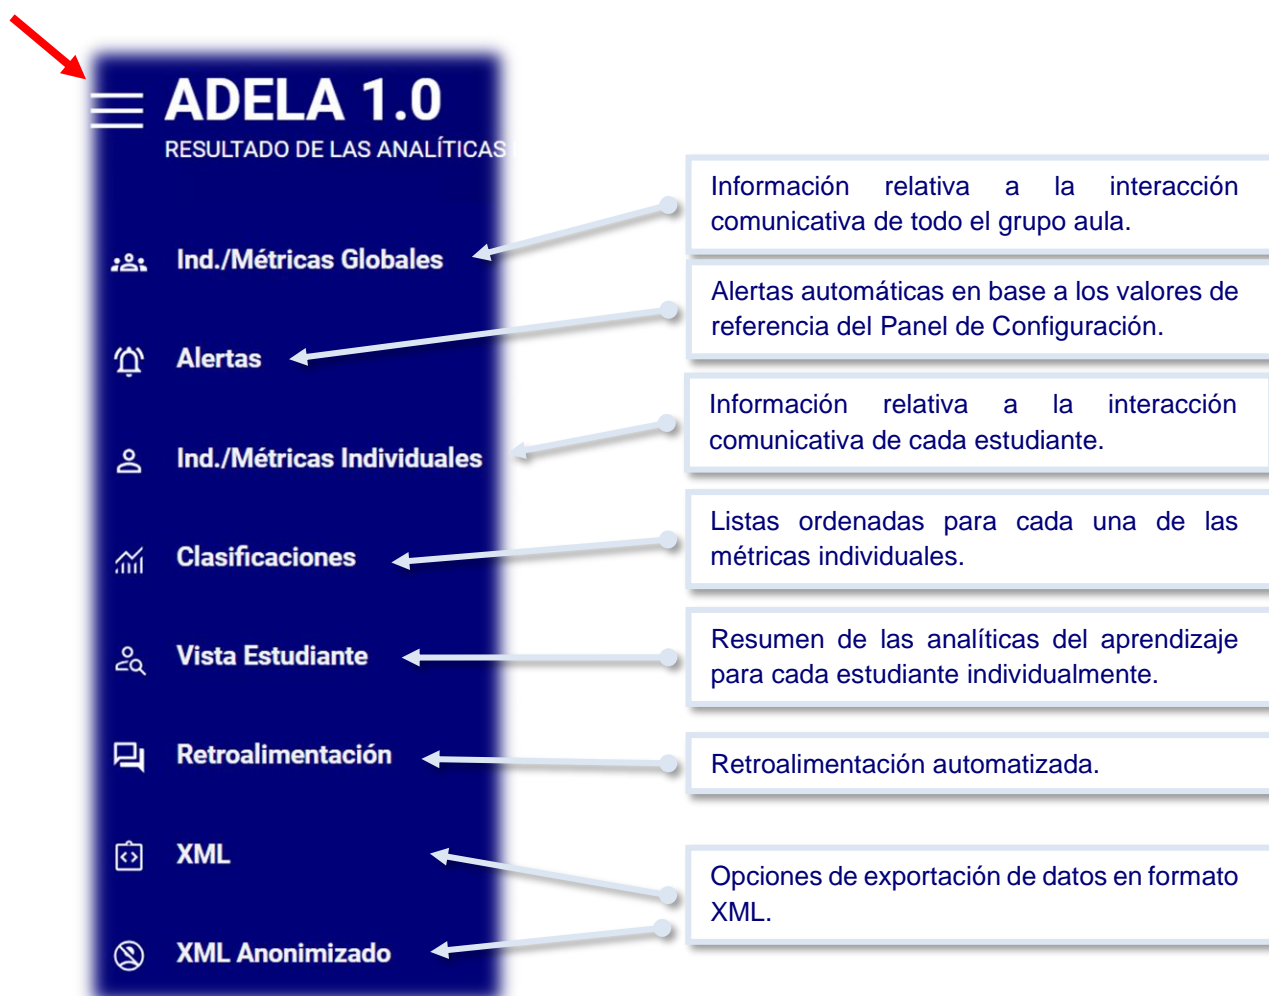 ADELA 1.0
RESULTADO DE LAS ANALÍTICAS
Ind./Métricas Globales
Información relativa a la interacción
comunicativa de todo el grupo aula.
Alertas
Alertas automáticas en base a los valores de
referencia del Panel de Configuración.
Ind./Métricas Individuales
Información relativa a la interacción
comunicativa de cada estudiante.
Clasificaciones
Listas ordenadas para cada una de las
métricas individuales.
Vista Estudiante
Resumen de las analíticas del aprendizaje
para cada estudiante individualmente.
Retroalimentación
Retroalimentación automatizada.
XML
Opciones de exportación de datos en formato
XML.
XML Anonimizado